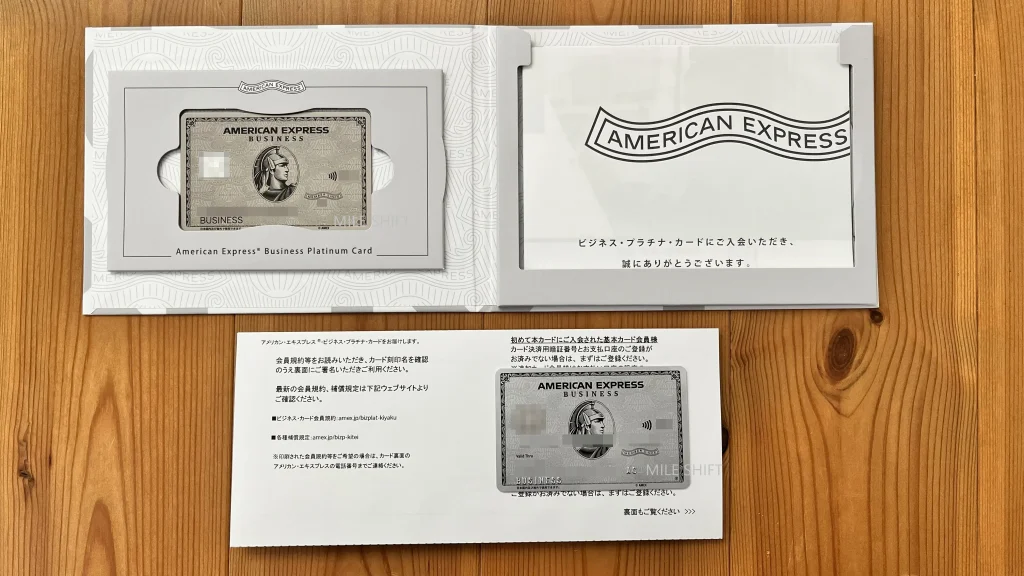 AMERICAN EXPRESS
AMERICAN EXPRESS
BUSINESS
BUSINESS
MILE SHIFT
American Express® Business Platinum Card
AMERICAN EXPRESS
ビジネス・プラチナ・カードにご入会いただき、
誠にありがとうございます。
アメリカン・エキスプレス®・ビジネス・プラチナ・カードをお届けします。
会員規約等をお読みいただき、カード刻印名を確認
のうえ裏面にご署名いただきご利用ください。
最新の会員規約、補償規定は下記ウェブサイトより
ご確認ください。
■ビジネス・カード会員規約:amex.jp/bizplat-kiyaku
■各種補償規定:amex.jp/bizp-kitei
※印刷された会員規約等をご希望の場合は、カード裏面の
アメリカン・エキスプレスの電話番号までご連絡ください。
初めて本カードにご入会された基本カード会員様
カード決済用暗証番号とお支払口座のご登録が
お済みでない場合は、まずはご登録ください。
AMERICAN EXPRESS
BUSINESS
Valid Thru
BUSINESS
MILE SHIFT
ご登録がお済みでない場合は、まずはご登録ください。
裏面もご覧ください >>>